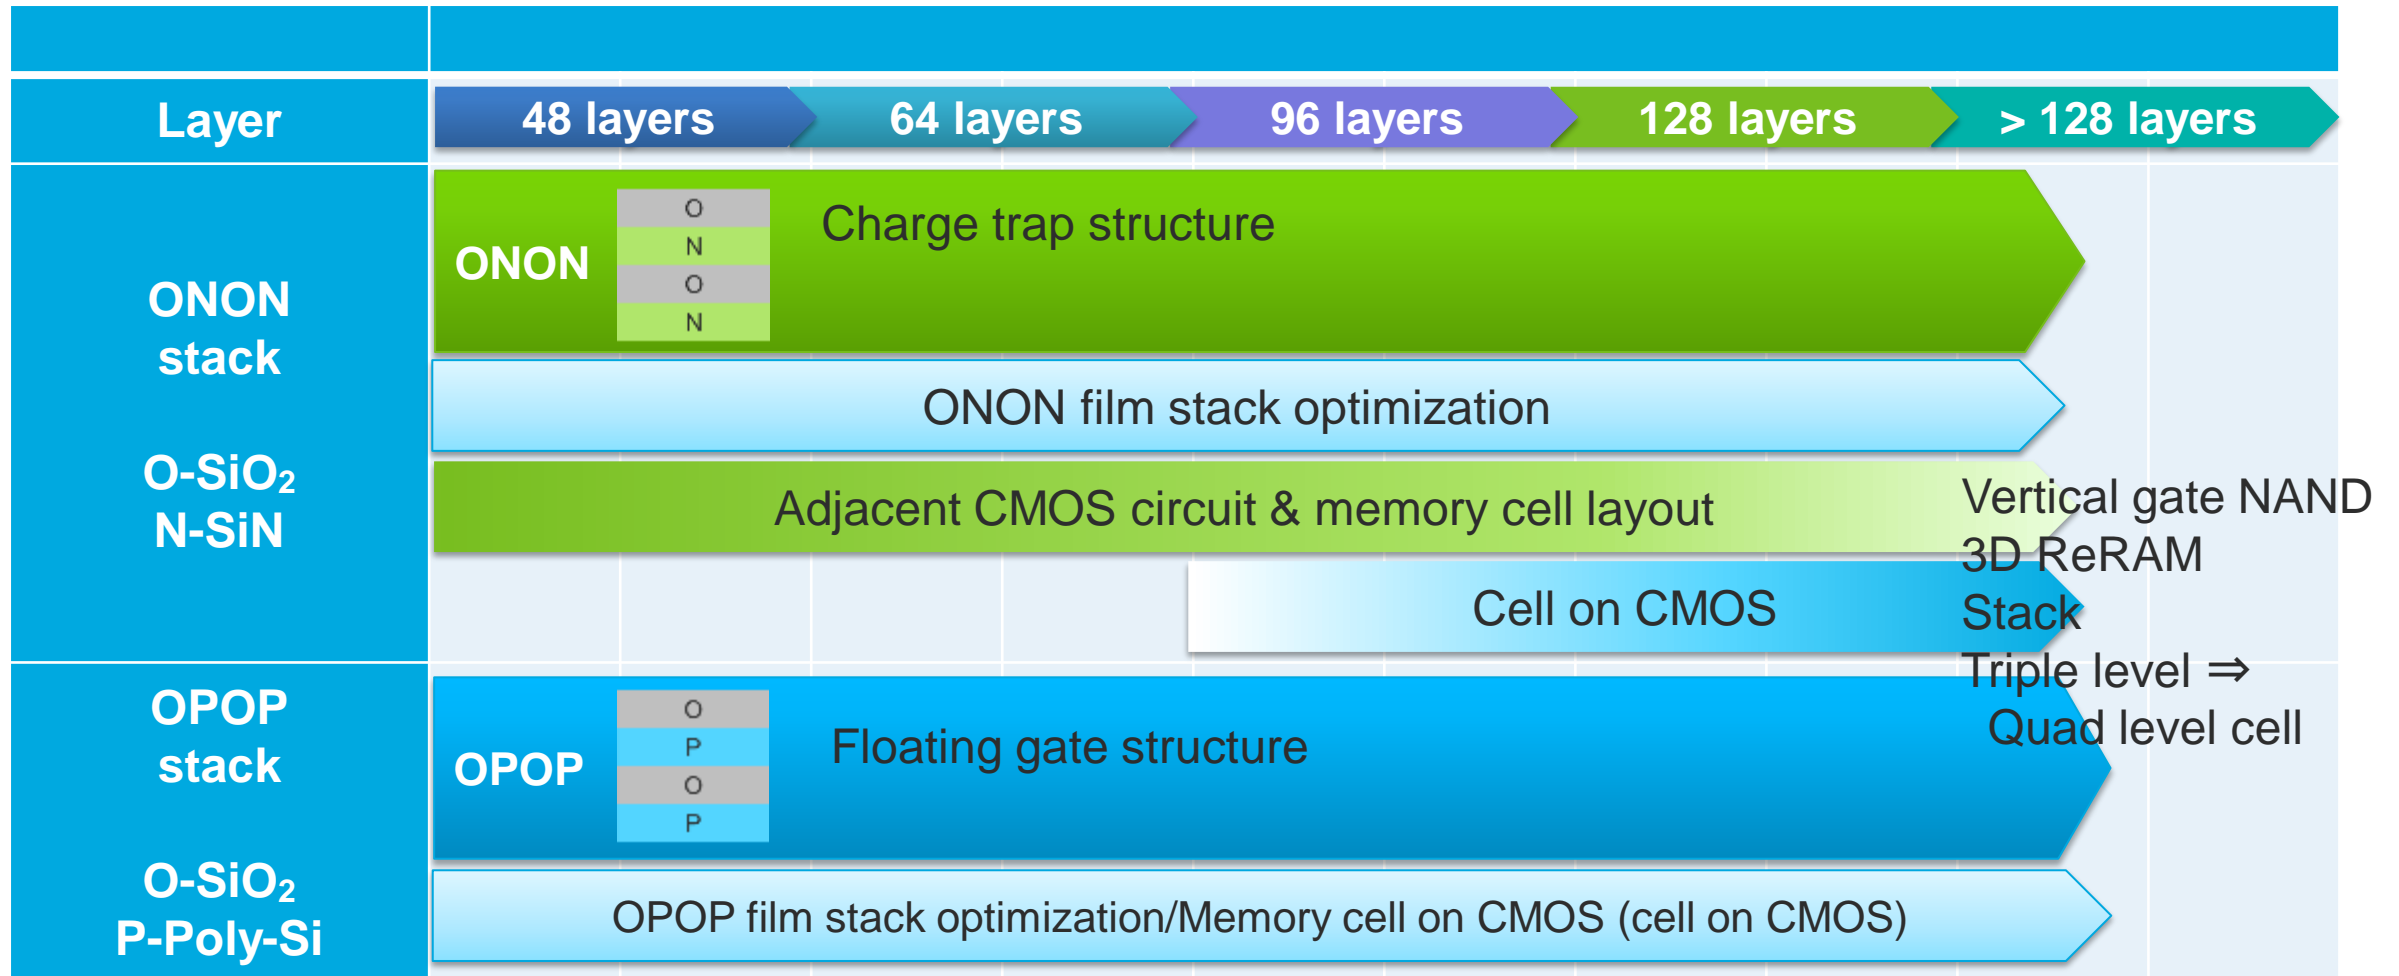 Layer
48 layers
64 layers
96 layers
128 layers
> 128 layers
ONON
stack
O-SiO₂
N-SiN
ONON
O
N
O
N
Charge trap structure
ONON film stack optimization
Adjacent CMOS circuit & memory cell layout
Cell on CMOS
Vertical gate NAND
3D ReRAM
Stack
Triple level ⇒
Quad level cell
OPOP
stack
O-SiO₂
P-Poly-Si
OPOP
O
P
O
P
Floating gate structure
OPOP film stack optimization/Memory cell on CMOS (cell on CMOS)